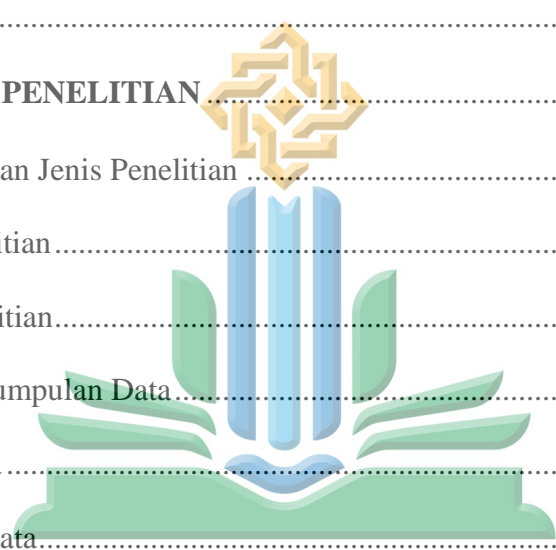 ....................................................
PENELITIAN....................................
an Jenis Penelitian ................................
itian.................................................
itian.................................................
umpulan Data.....................................
....................................................
ata...................................................